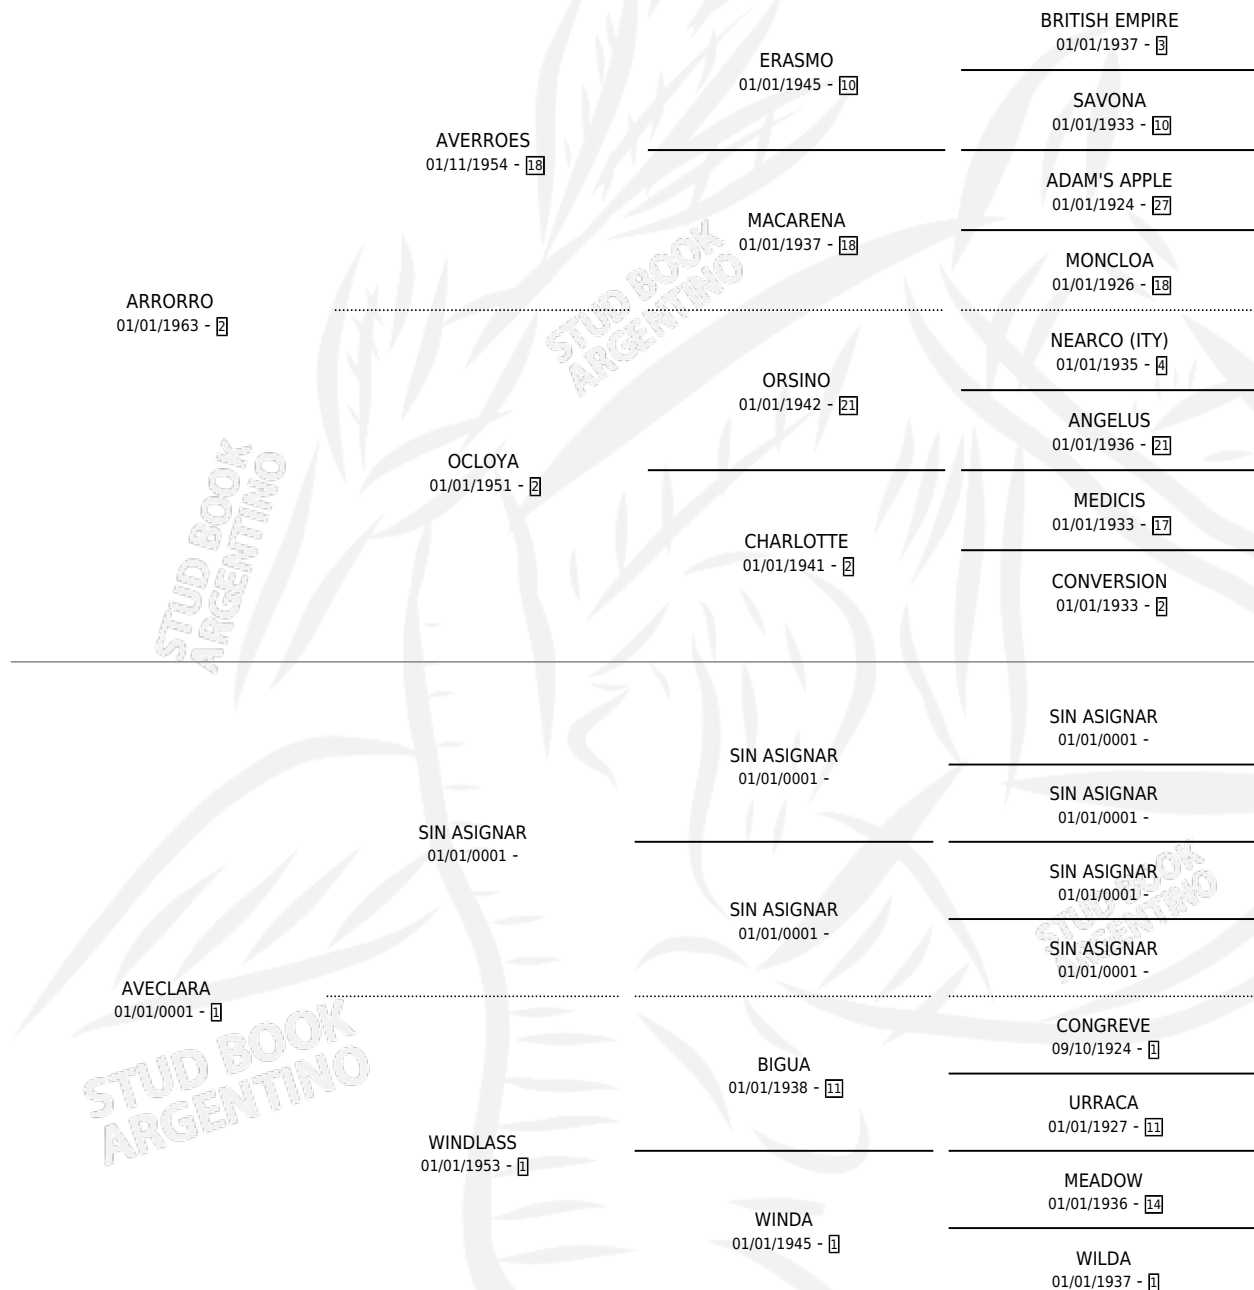 BRITISH EMPIRE
01/01/1937 - 3
ERASMO
01/01/1945 - 10
SAVONA
01/01/1933 - 10
AVERROES
01/11/1954 - 18
ADAM'S APPLE
01/01/1924 - 27
MACARENA
01/01/1937 - 18
MONCLOA
01/01/1926 - 18
ARRORRO
01/01/1963 - 2
NEARCO (ITY)
01/01/1935 - 4
ORSINO
01/01/1942 - 21
ANGELUS
01/01/1936 - 21
OCLOYA
01/01/1951 - 2
MEDICIS
01/01/1933 - 17
CHARLOTTE
01/01/1941 - 2
CONVERSION
01/01/1933 - 2
SIN ASIGNAR
01/01/0001 -
SIN ASIGNAR
01/01/0001 -
SIN ASIGNAR
01/01/0001 -
SIN ASIGNAR
01/01/0001 -
SIN ASIGNAR
01/01/0001 -
SIN ASIGNAR
01/01/0001 -
SIN ASIGNAR
01/01/0001 -
AVECLARA
01/01/0001 - 1
CONGREVE
09/10/1924 - 1
BIGUA
01/01/1938 - 11
URRACA
01/01/1927 - 11
WINDLASS
01/01/1953 - 1
MEADOW
01/01/1936 - 14
WINDA
01/01/1945 - 1
WILDA
01/01/1937 - 1
STUD BOOK
ARGENTINO
STUD BOOK
ARGENTINO
STUD BOOK
ARGENTINO
STUD BOOK
ARGENTINO